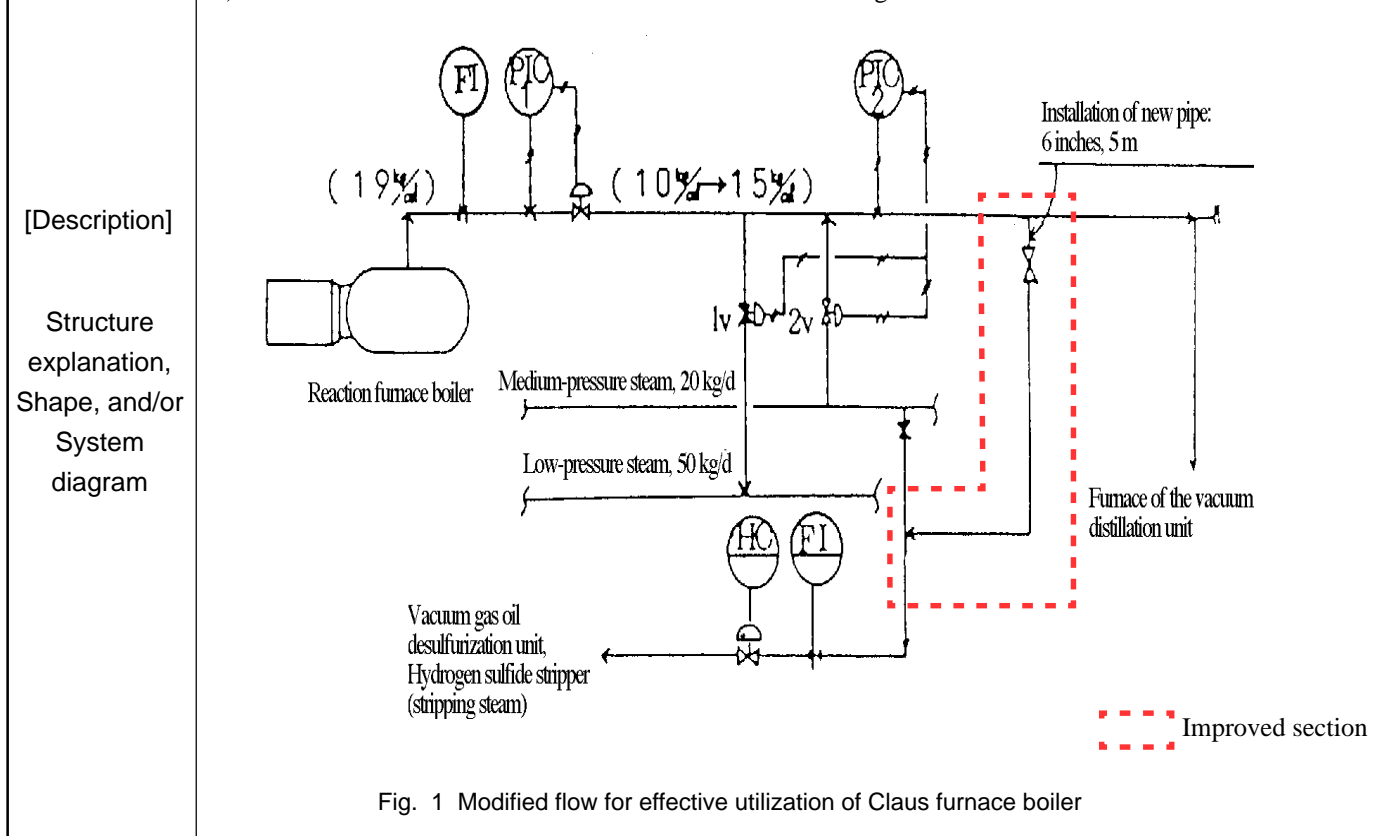 FI
PIC
1
PIC
2
Installation of new pipe:
6 inches, 5 m
(19kg/㎠)
(10kg/㎠→15kg/㎠)
[Description]
Structure
explanation,
Shape, and/or
System
diagram
1v
2v
Reaction furnace boiler
Medium-pressure steam, 20 kg/d
Low-pressure steam, 50 kg/d
Furnace of the vacuum
distillation unit
HC
FI
Vacuum gas oil
desulfurization unit,
Hydrogen sulfide stripper
(stripping steam)
Improved section
Fig. 1 Modified flow for effective utilization of Claus furnace boiler